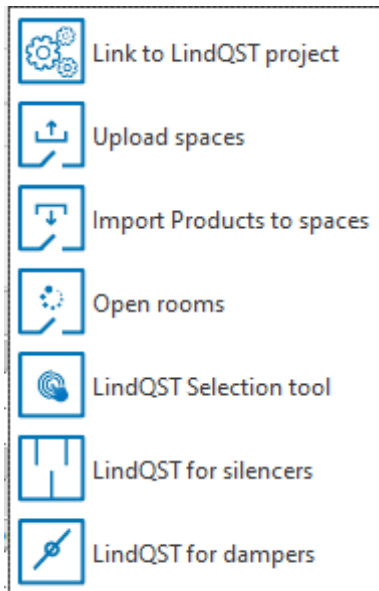 Link to LindQST project
Upload spaces
Import Products to spaces
Open rooms
LindQST Selection tool
LindQST for silencers
LindQST for dampers